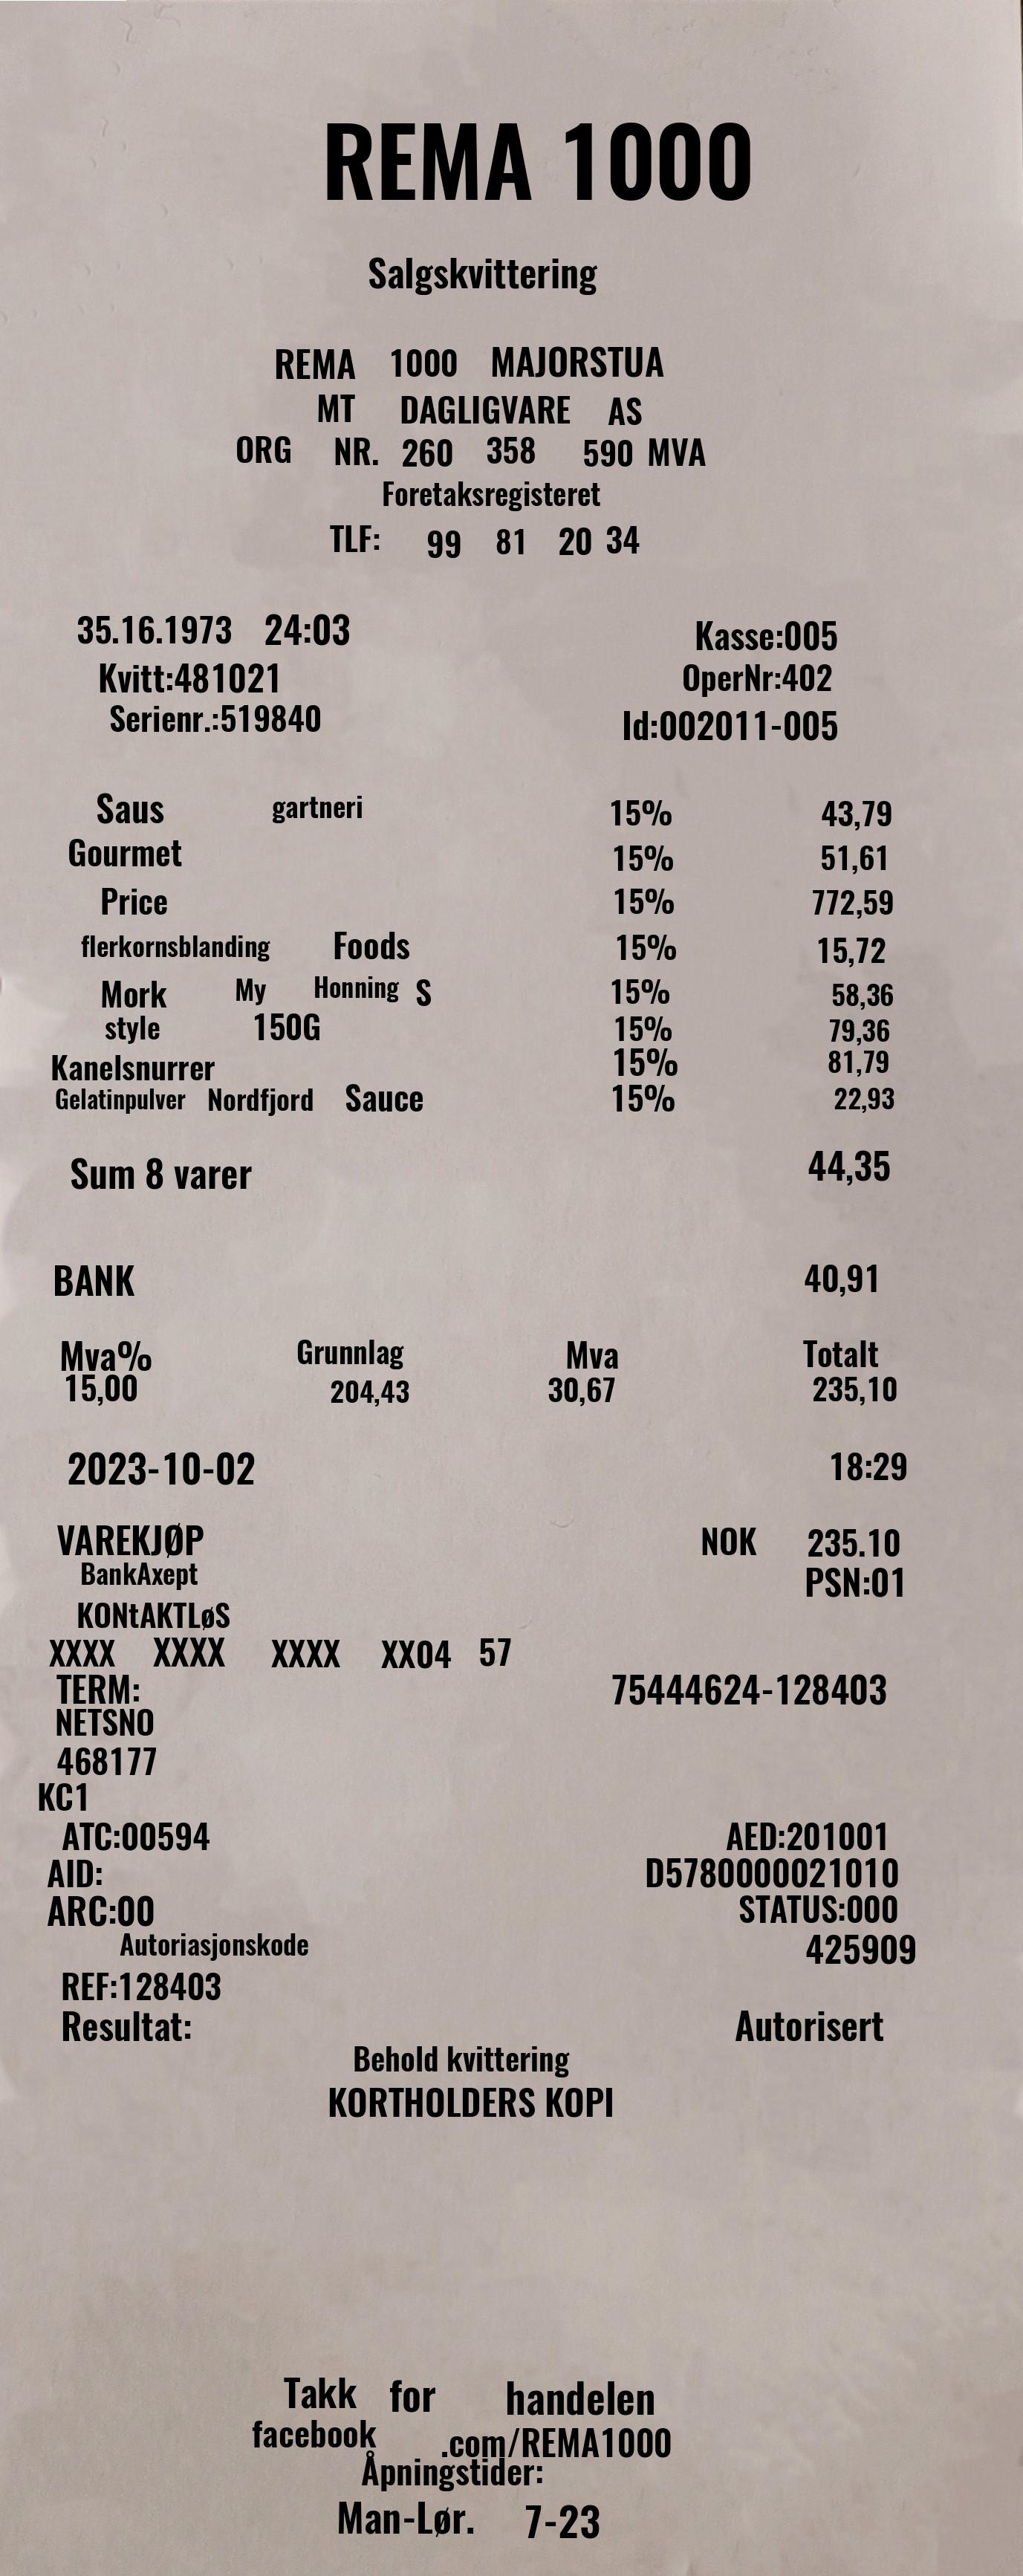 REMA 1000
Salgskvittering
REMA 1000 MAJORSTUA
MT DAGLIGVARE AS
ORG NR. 260 358 590 MVA
Foretaksregisteret
TLF: 99 81 20 34
35.16.1973 24:03 Kasse:005
Kvitt:481021 OperNr:402
Serienr.:519840 Id:002011-005
Saus gartneri 15% 43,79
Gourmet 15% 51,61
Price 15% 772,59
flerkornsblanding Foods 15% 15,72
Mork My Honning S 15% 58,36
style 150G 15% 79,36
Kanelsnurrer 15% 81,79
Gelatinpulver Nordfjord Sauce 15% 22,93
Sum 8 varer 44,35
BANK 40,91
Mva% Grunnlag Mva Totalt
15,00 204,43 30,67 235,10
2023-10-02 18:29
VAREKJØP NOK 235.10
BankAxept PSN:01
KONtAKTLøS
XXXX XXXX XXXX XX04 57
TERM: 75444624-128403
NETSNO
468177
KC1
ATC:00594 AED:201001
AID: D5780000021010
ARC:00 STATUS:000
Autoriasjonskode 425909
REF:128403
Resultat: Autorisert
Behold kvittering
KORTHOLDERS KOPI
Takk for handelen
facebook .com/REMA1000
Åpningstider:
Man-Lør. 7-23